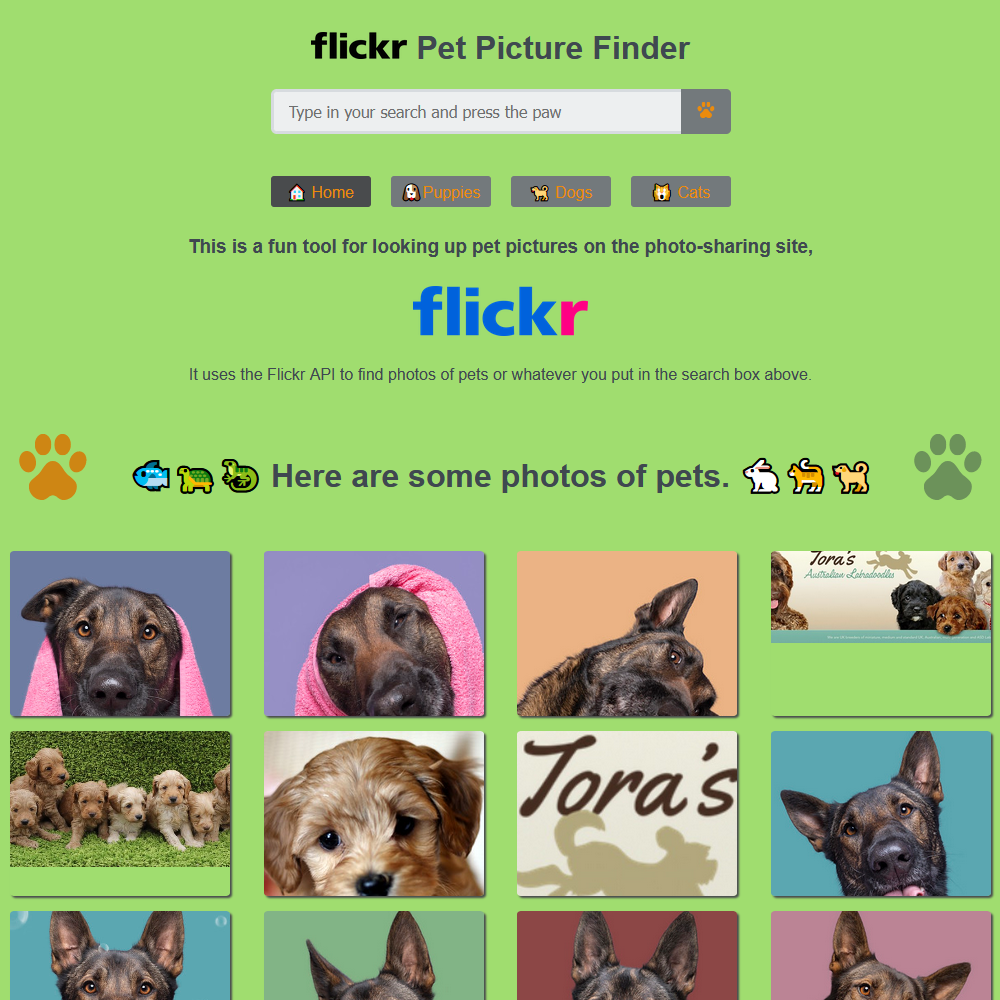 flickr Pet Picture Finder
Type in your search and press the paw
Home
Puppies
Dogs
Cats
This is a fun tool for looking up pet pictures on the photo-sharing site,
flickr
It uses the Flickr API to find photos of pets or whatever you put in the search box above.
Here are some photos of pets.
Tora's
Australian Labradoodles
Tora's